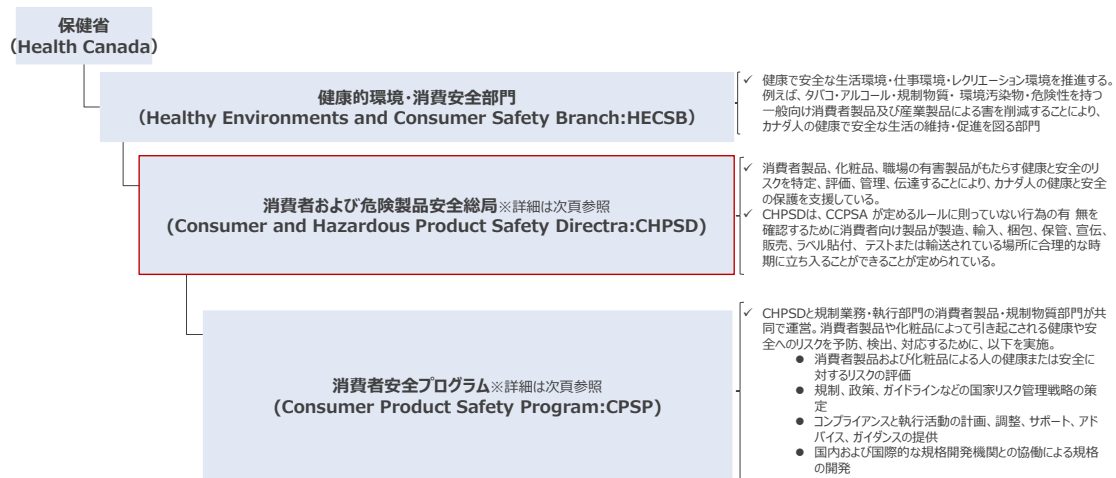 保健省
(Health Canada)
健康的環境・消費安全部門
(Healthy Environments and Consumer Safety Branch:HECSB)
✓ 健康で安全な生活環境・仕事環境・レクリエーション環境を推進する。
例えば、タバコ・アルコール・規制物質・ 環境汚染物・危険性を持つ
一般向け消費者製品及び産業製品による害を削減することにより、
カナダ人の健康で安全な生活の維持・促進を図る部門
消費者および危険製品安全総局※詳細は次頁参照
(Consumer and Hazardous Product Safety Directra:CHPSD)
✓ 消費者製品、化粧品、職場の有害製品がもたらす健康と安全のリ
スクを特定、評価、管理、伝達することにより、カナダ人の健康と安全
の保護を支援している。
✓ CHPSDは、CCPSA が定めるルールに則っていない行為の有 無を
確認するために消費者向け製品が製造、輸入、梱包、保管、宣伝、
販売、ラベル貼付、 テストまたは輸送されている場所に合理的な時
期に立ち入ることができることが定められている。
消費者安全プログラム※詳細は次頁参照
(Consumer Product Safety Program:CPSP)
✓ CHPSDと規制業務・執行部門の消費者製品・規制物質部門が共
同で運営。消費者製品や化粧品によって引き起こされる健康や安
全へのリスクを予防、検出、対応するために、以下を実施。
● 消費者製品および化粧品による人の健康または安全に
対するリスクの評価
● 規制、政策、ガイドラインなどの国家リスク管理戦略の策
定
● コンプライアンスと執行活動の計画、調整、サポート、アド
バイス、ガイダンスの提供
● 国内および国際的な規格開発機関との協働による規格
の開発